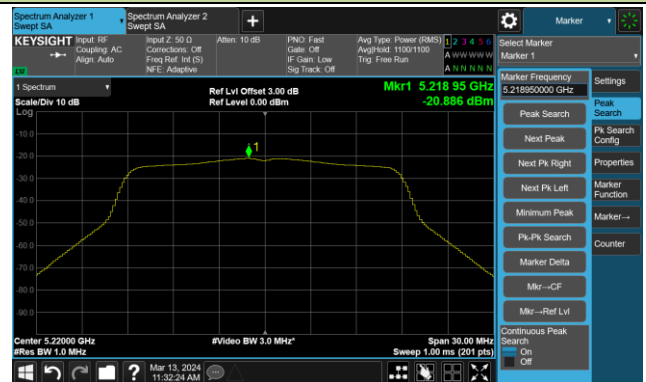 Spectrum Analyzer 1
Swept SA
Spectrum Analyzer 2
Swept SA
Marker
KEYSIGHT
Input: RF
Coupling: AC
Align: Auto
Input Z: 50 Ω
Corrections: Off
Freq Ref: Int (S)
NFE: Adaptive
Atten: 10 dB
PNO: Fast
Gate: Off
IF Gain: Low
Sig Track: Off
Avg Type: Power (RMS)
Avg|Hold: 1100/1100
Trig: Free Run
1 2 3 4 5 6
A W W W W W
A N N N N N
Select Marker
Marker 1
1 Spectrum
Scale/Div 10 dB
Log
Ref Lvl Offset 3.00 dB
Ref Level 0.00 dBm
Mkr1 5.218 95 GHz
-20.886 dBm
1
-10.0
-20.0
-30.0
-40.0
-50.0
-60.0
-70.0
-80.0
-90.0
Center 5.22000 GHz
#Res BW 1.0 MHz
#Video BW 3.0 MHz*
Span 30.00 MHz
Sweep 1.00 ms (201 pts)
Marker Frequency
5.218950000 GHz
Peak Search
Next Peak
Next Pk Right
Next Pk Left
Minimum Peak
Pk-Pk Search
Marker Delta
Mkr→CF
Mkr→Ref Lvl
Continuous Peak
Search
On
Off
Settings
Peak
Search
Pk Search
Config
Properties
Marker
Function
Marker→
Counter
?
Mar 13, 2024
11:32:24 AM